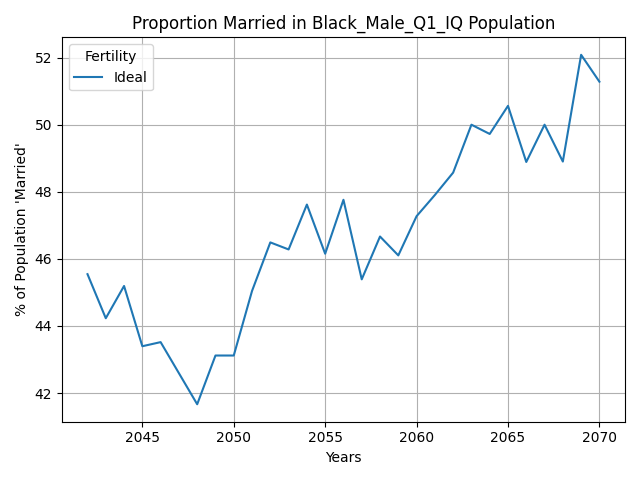 Proportion Married in Black_Male_Q1_IQ Population
Fertility
Ideal
% of Population 'Married'
52
50
48
46
44
42
2045 2050 2055 2060 2065 2070
Years